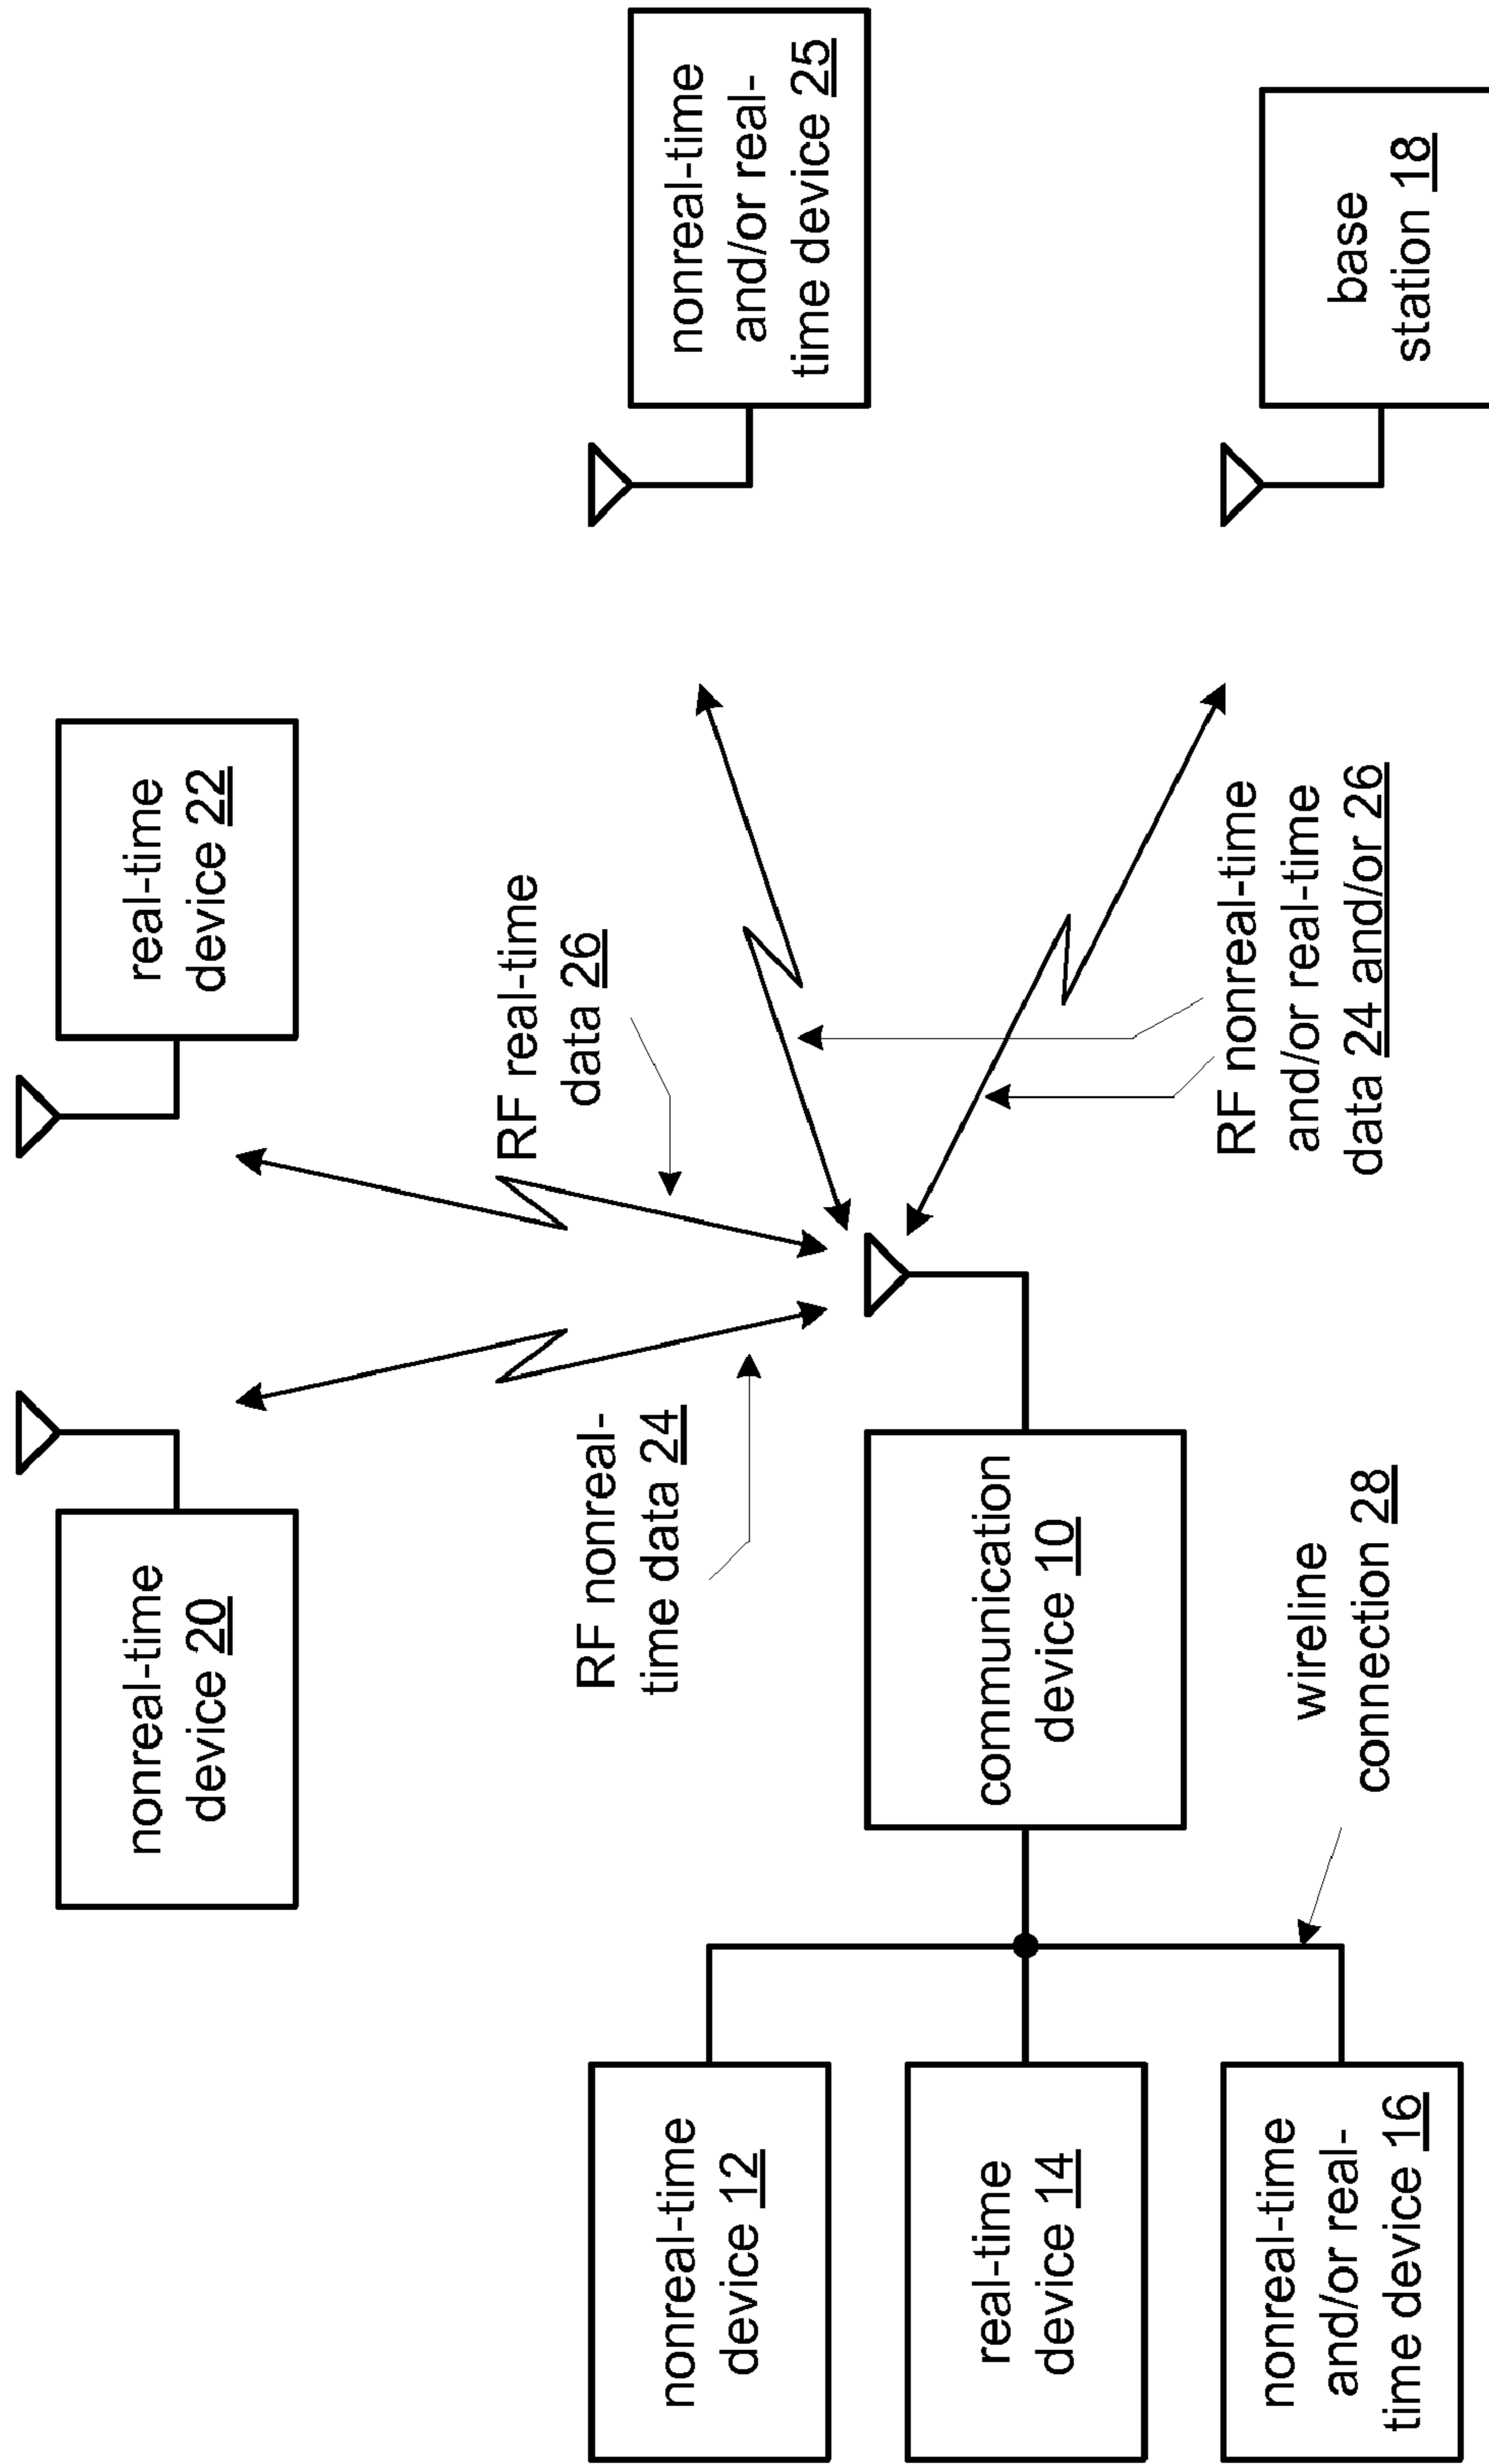 nonreal-time
device 20
real-time
device 22
RF nonreal-
time data 24
RF real-time
data 26
nonreal-time
and/or real-
time device 25
nonreal-time
device 12
real-time
device 14
nonreal-time
and/or real-
time device 16
communication
device 10
wireline
connection 28
RF nonreal-time
and/or real-time
data 24 and/or 26
base
station 18